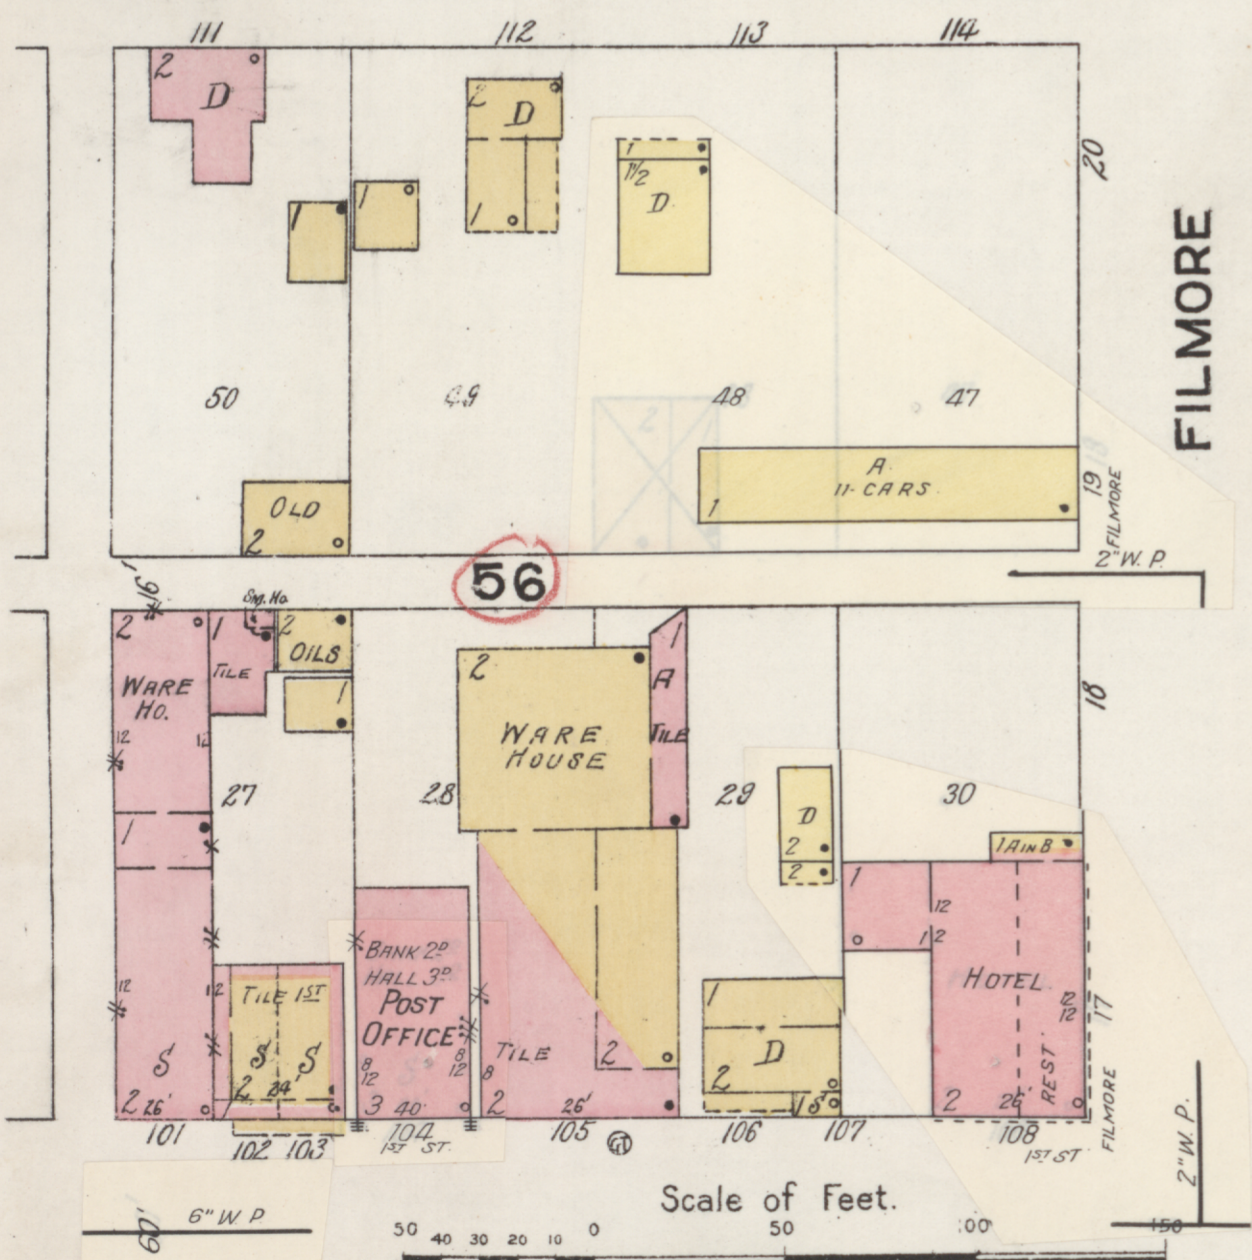 111 112 113 114
2 D
2 D
1
1
1
1
1½
D.
20
FILMORE
50 49 48 47
A.
11-CARS.
1
19
FILMORE
OLD
2
56
2" W. P.
16'
SM. HO.
2
WARE
HO.
12 12
1
TILE
2
OILS
1
2
WARE
HOUSE
1
A
TILE
18
27 28 29 30
1
D
2
2
1 A IN B
1
12
12
HOTEL
12
12
REST.
2 26'
17
FILMORE
12 12
S
2 26'
TILE 1ST
S S
2 24'
BANK 2D
HALL 3D
POST
OFFICE
8
12
8
12
3 40'
TILE
8
2 26'
2
1
D
2
1 S
101 102 103 104 105 106 107 108
1ST ST.
GT
1ST ST
6" W. P.
60'
2" W. P.
Scale of Feet.
50 40 30 20 10 0 50 100 150